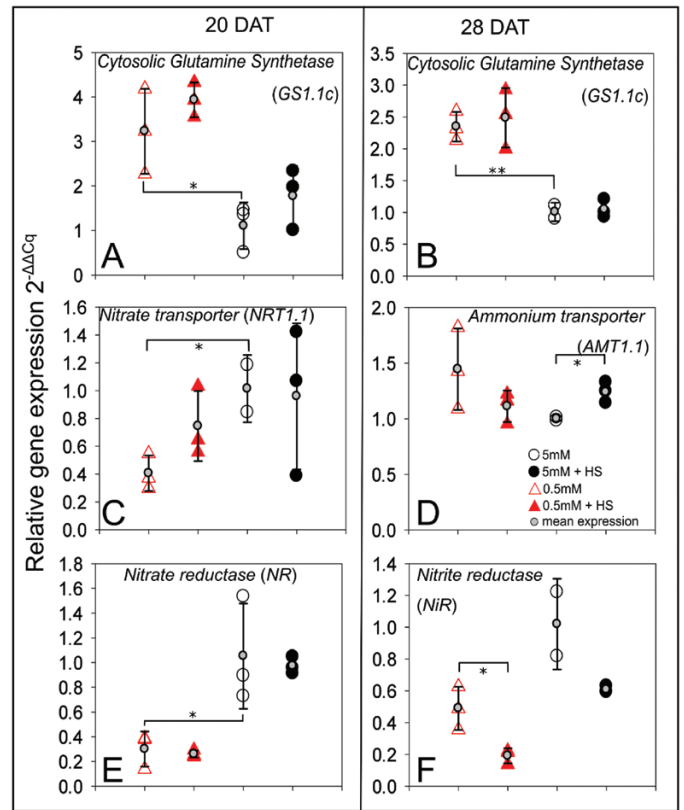 20 DAT
28 DAT
Relative gene expression 2-ΔΔCq
Cytosolic Glutamine Synthetase
(GS1.1c)
5
4
3
2
1
0
*
A
Cytosolic Glutamine Synthetase
(GS1.1c)
3.5
3.0
2.5
2.0
1.5
1.0
0.5
0.0
**
B
Nitrate transporter (NRT1.1)
1.6
1.4
1.2
1.0
0.8
0.6
0.4
0.2
0.0
*
C
Ammonium transporter
(AMT1.1)
2.0
1.5
1.0
0.5
0.0
*
5mM
5mM + HS
0.5mM
0.5mM + HS
mean expression
D
Nitrate reductase (NR)
1.8
1.6
1.4
1.2
1.0
0.8
0.6
0.4
0.2
0.0
*
E
Nitrite reductase
(NiR)
1.4
1.2
1.0
0.8
0.6
0.4
0.2
0.0
*
F